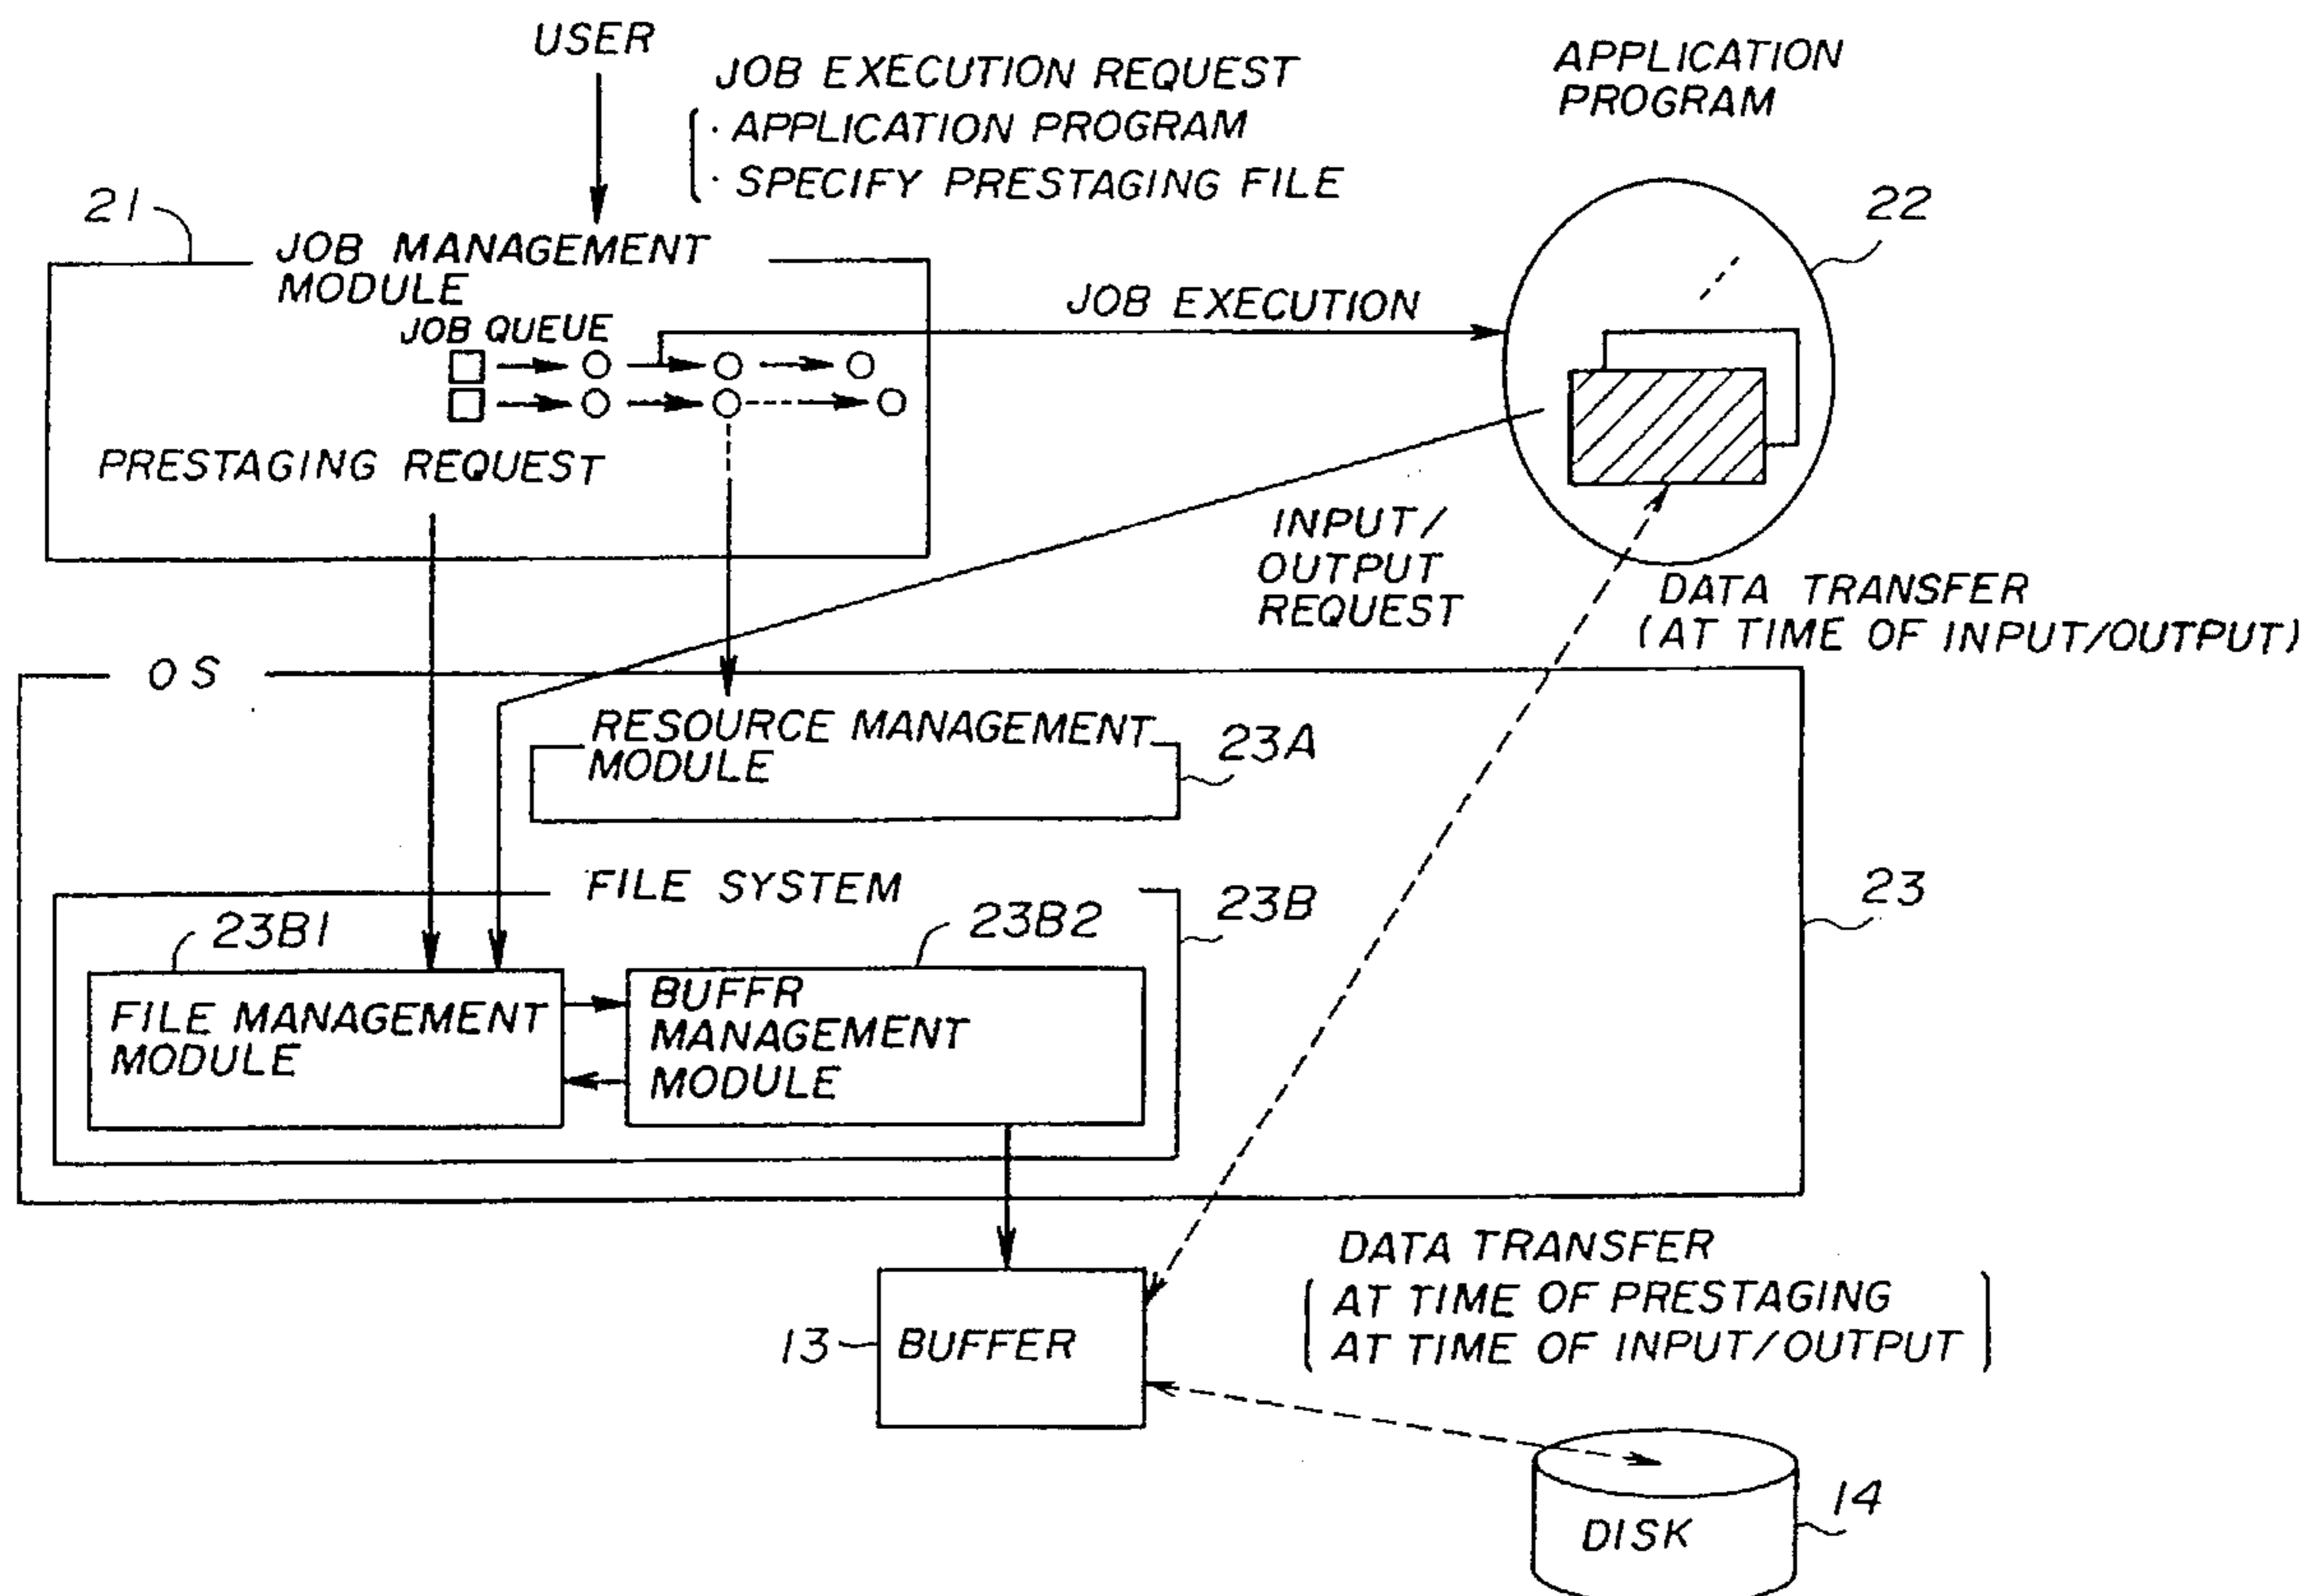 USER
JOB EXECUTION REQUEST
· APPLICATION PROGRAM
· SPECIFY PRESTAGING FILE
APPLICATION
PROGRAM
21
22
JOB MANAGEMENT
MODULE
JOB QUEUE
JOB EXECUTION
PRESTAGING REQUEST
INPUT/
OUTPUT
REQUEST
DATA TRANSFER
(AT TIME OF INPUT/OUTPUT)
OS
RESOURCE MANAGEMENT
MODULE
23A
FILE SYSTEM
23B
23
23B1
23B2
FILE MANAGEMENT
MODULE
BUFFR
MANAGEMENT
MODULE
DATA TRANSFER
AT TIME OF PRESTAGING
AT TIME OF INPUT/OUTPUT
13
BUFFER
14
DISK